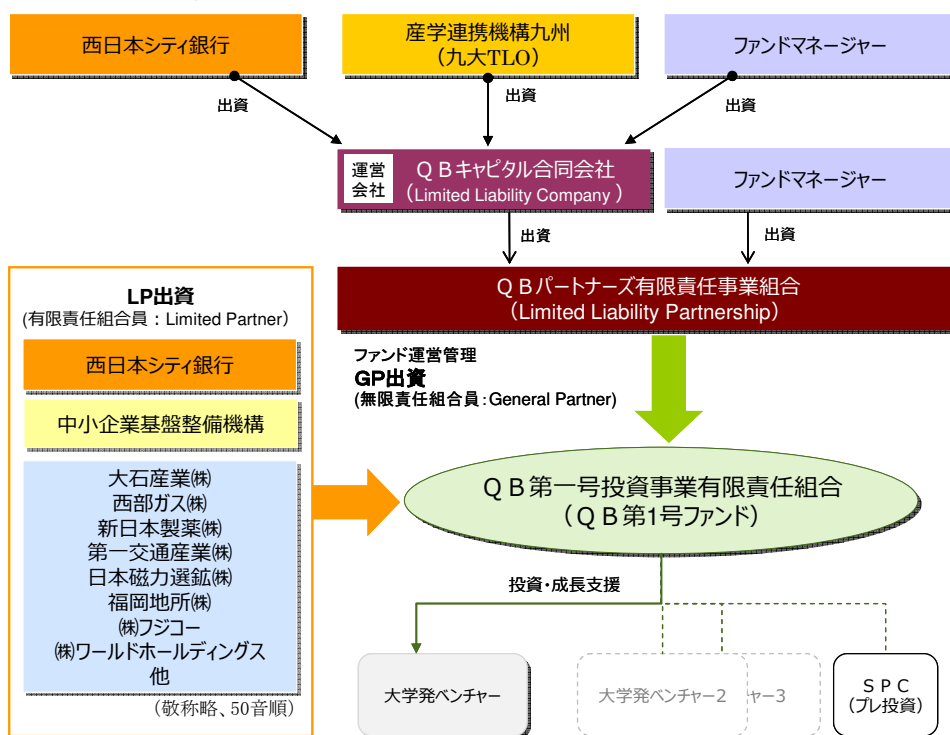 西日本シティ銀行
産学連携機構九州
（九大TLO）
ファンドマネージャー
出資
出資
出資
運営
会社
ＱＢキャピタル合同会社
（Limited Liability Company ）
ファンドマネージャー
出資
出資
ＱＢパートナーズ有限責任事業組合
（Limited Liability Partnership）
LP出資
(有限責任組合員：Limited Partner）
西日本シティ銀行
中小企業基盤整備機構
大石産業㈱
西部ガス㈱
新日本製薬㈱
第一交通産業㈱
日本磁力選鉱㈱
福岡地所㈱
㈱フジコー
㈱ワールドホールディングス
他
（敬称略、50音順）
ファンド運営管理
GP出資
(無限責任組合員：General Partner)
ＱＢ第一号投資事業有限責任組合
（ＱＢ第1号ファンド）
投資・成長支援
大学発ベンチャー
大学発ベンチャー2
ャー3
ＳＰＣ
（プレ投資）